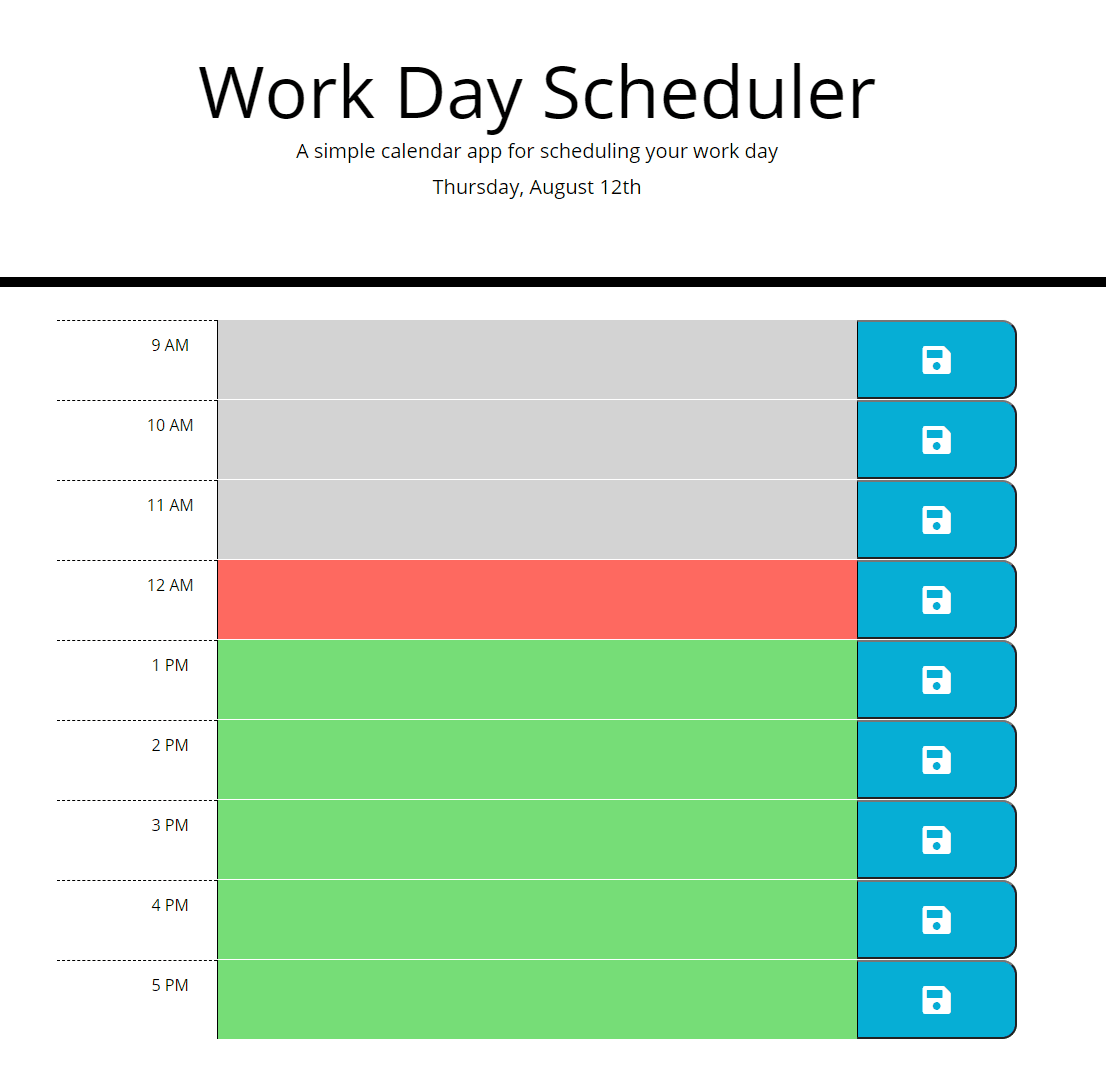 Work Day Scheduler
A simple calendar app for scheduling your work day
Thursday, August 12th
9 AM
10 AM
11 AM
12 AM
1 PM
2 PM
3 PM
4 PM
5 PM